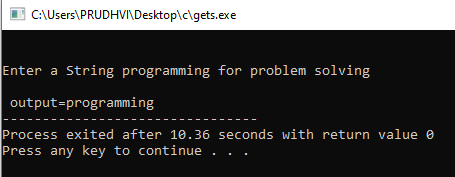 C:\Users\PRUDHVI\Desktop\c\gets.exe
Enter a String programming for problem solving
output=programming
--------------------------------
Process exited after 10.36 seconds with return value 0
Press any key to continue . . .